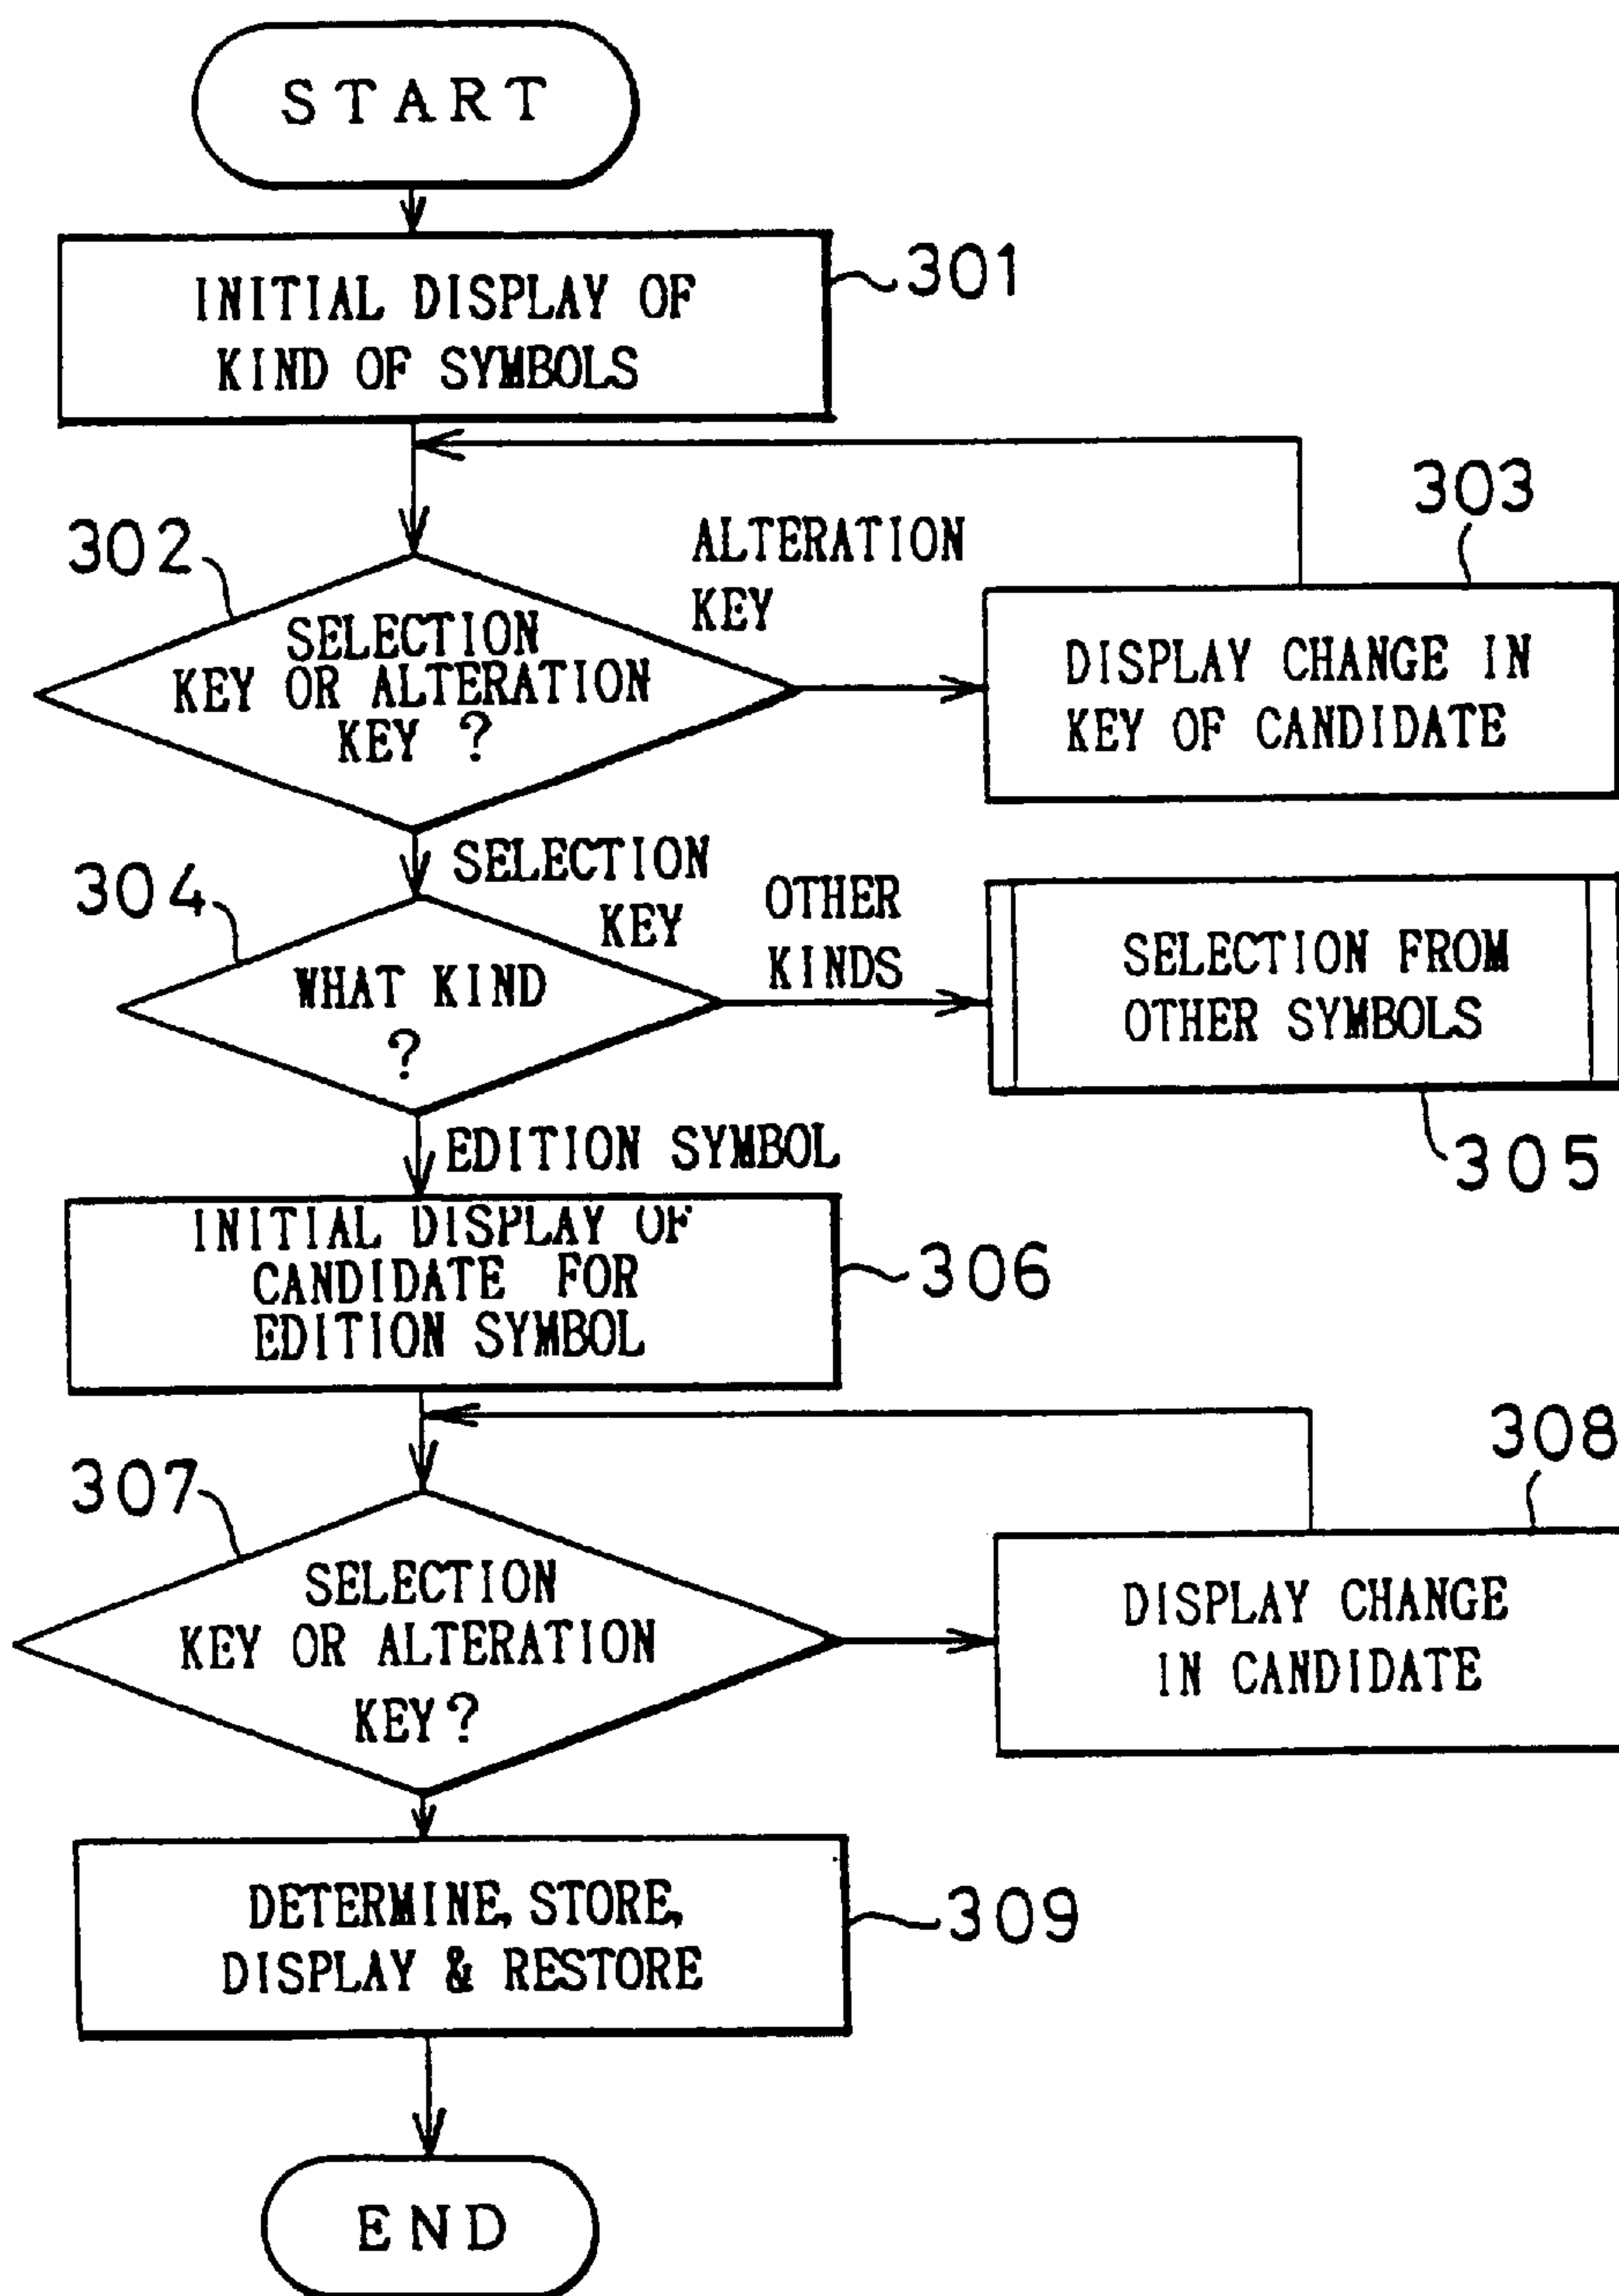 START
INITIAL DISPLAY OF
KIND OF SYMBOLS
301
302
SELECTION
KEY OR ALTERATION
KEY ?
ALTERATION
KEY
303
DISPLAY CHANGE IN
KEY OF CANDIDATE
SELECTION
KEY
304
WHAT KIND
?
OTHER
KINDS
SELECTION FROM
OTHER SYMBOLS
305
EDITION SYMBOL
INITIAL DISPLAY OF
CANDIDATE FOR
EDITION SYMBOL
306
307
SELECTION
KEY OR ALTERATION
KEY?
308
DISPLAY CHANGE
IN CANDIDATE
DETERMINE, STORE,
DISPLAY & RESTORE
309
END